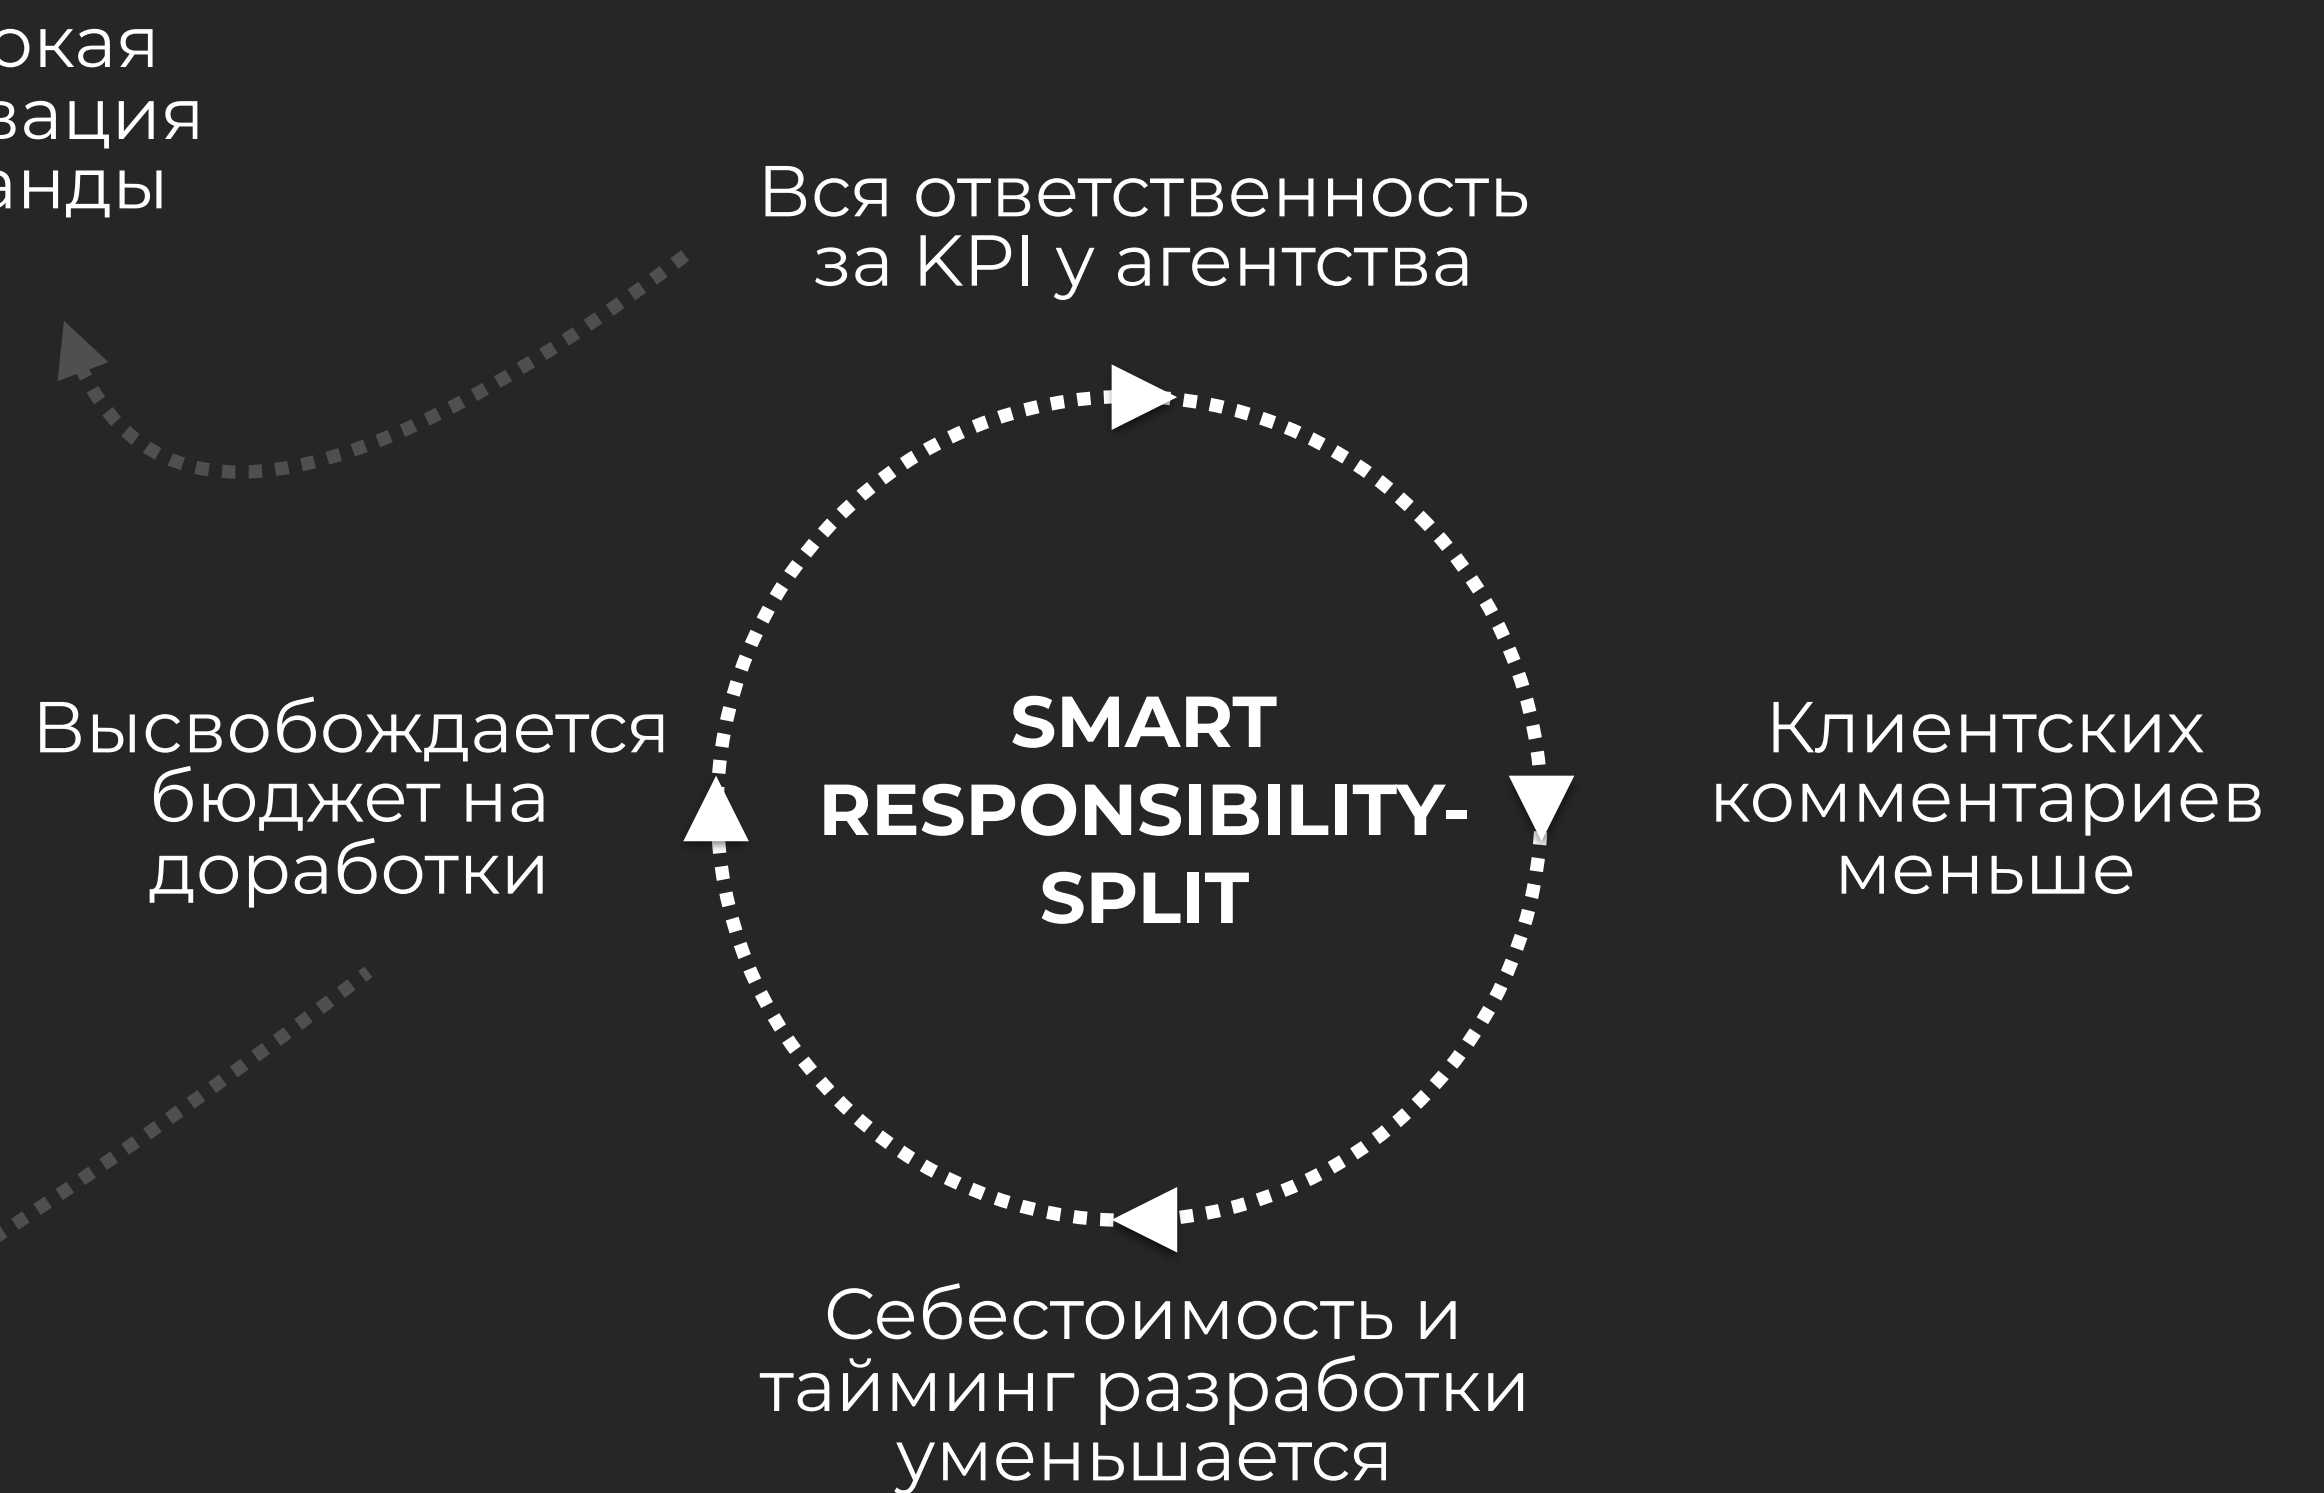 Вся ответственность
за KPI у агентства
SMART
RESPONSIBILITY-
SPLIT
Высвобождается
бюджет на
доработки
Клиентских
комментариев
меньше
Себестоимость и
тайминг разработки
уменьшается